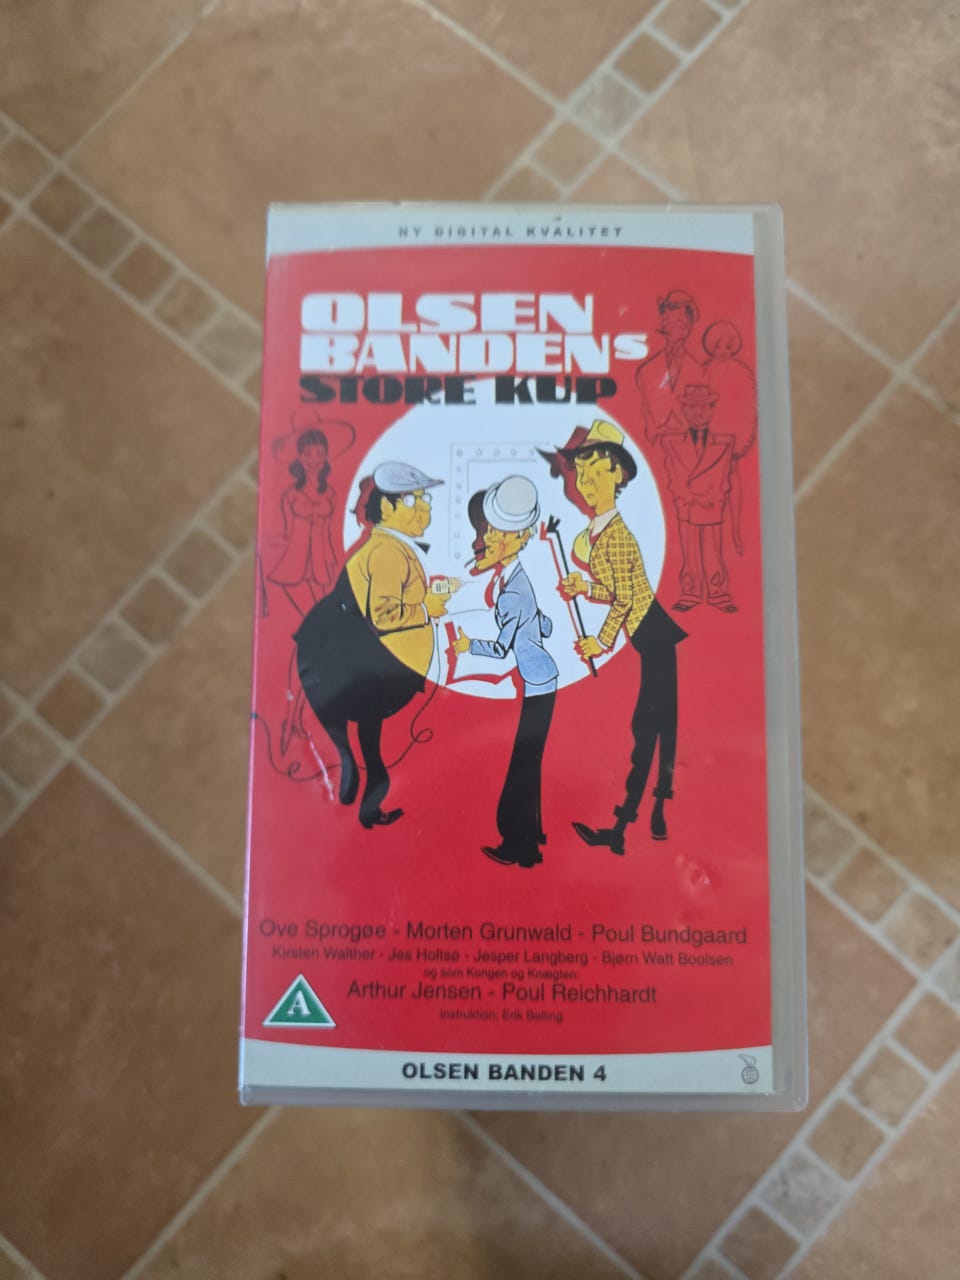 NY DIGITAL KVALITET
OLSEN
BANDENS
STORE KUP
Ove Sprogøe - Morten Grunwald - Poul Bundgaard
Kirsten Walther - Jes Holtsø - Jesper Langberg - Bjørn Watt Boolsen
og som Kongen og Knægten:
Arthur Jensen - Poul Reichhardt
Instruktion: Erik Balling
A
OLSEN BANDEN 4